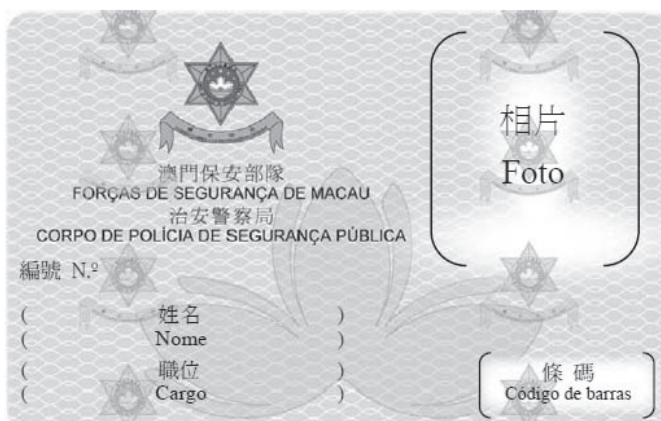 澳門保安部隊
FORÇAS DE SEGURANÇA DE MACAU
治安警察局
CORPO DE POLÍCIA DE SEGURANÇA PÚBLICA
相片
Foto
編號 N.º
( 姓名 )
( Nome )
( 職位 )
( Cargo )
條 碼
Código de barras